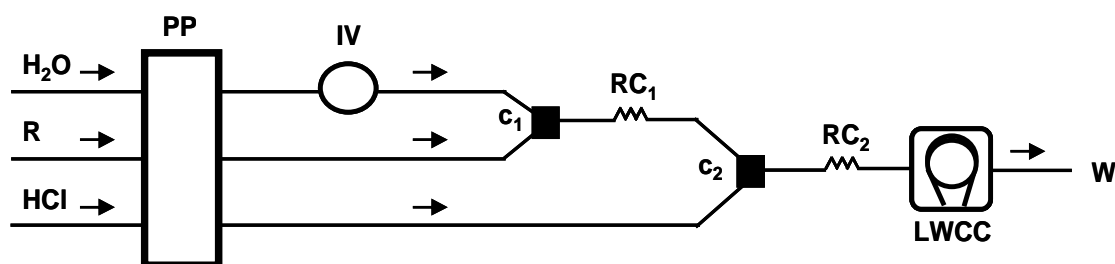 PP
IV
H₂O
RC₁
c₁
R
RC₂
c₂
W
HCl
LWCC